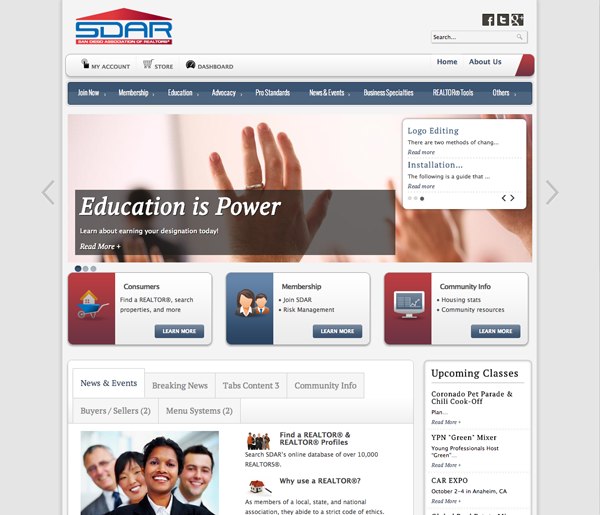 SDAR
SAN DIEGO ASSOCIATION OF REALTORS®
Search...
MY ACCOUNT STORE DASHBOARD Home About Us
Join Now Membership Education Advocacy Pro Standards News & Events Business Specialties REALTOR® Tools Others
Logo Editing
There are two methods of chang...
Read more
Installation...
The following is a guide that ...
Read more
Education is Power
Learn about earning your designation today!
Read More +
Consumers
Find a REALTOR®, search
properties, and more
LEARN MORE
Membership
• Join SDAR
• Risk Management
LEARN MORE
Community Info
• Housing stats
• Community resources
LEARN MORE
News & Events Breaking News Tabs Content 3 Community Info
Buyers / Sellers (2) Menu Systems (2)
Find a REALTOR® &
REALTOR® Profiles
Search SDAR's online database of over 10,000
REALTORS®.
Why use a REALTOR®?
As members of a local, state, and national
association, they abide to a strict code of ethics.
Upcoming Classes
Coronado Pet Parade &
Chili Cook-Off
Plan...
Read More +
YPN "Green" Mixer
Young Professionals Host
"Green"...
Read More +
CAR EXPO
October 2-4 in Anaheim, CA
Read More +